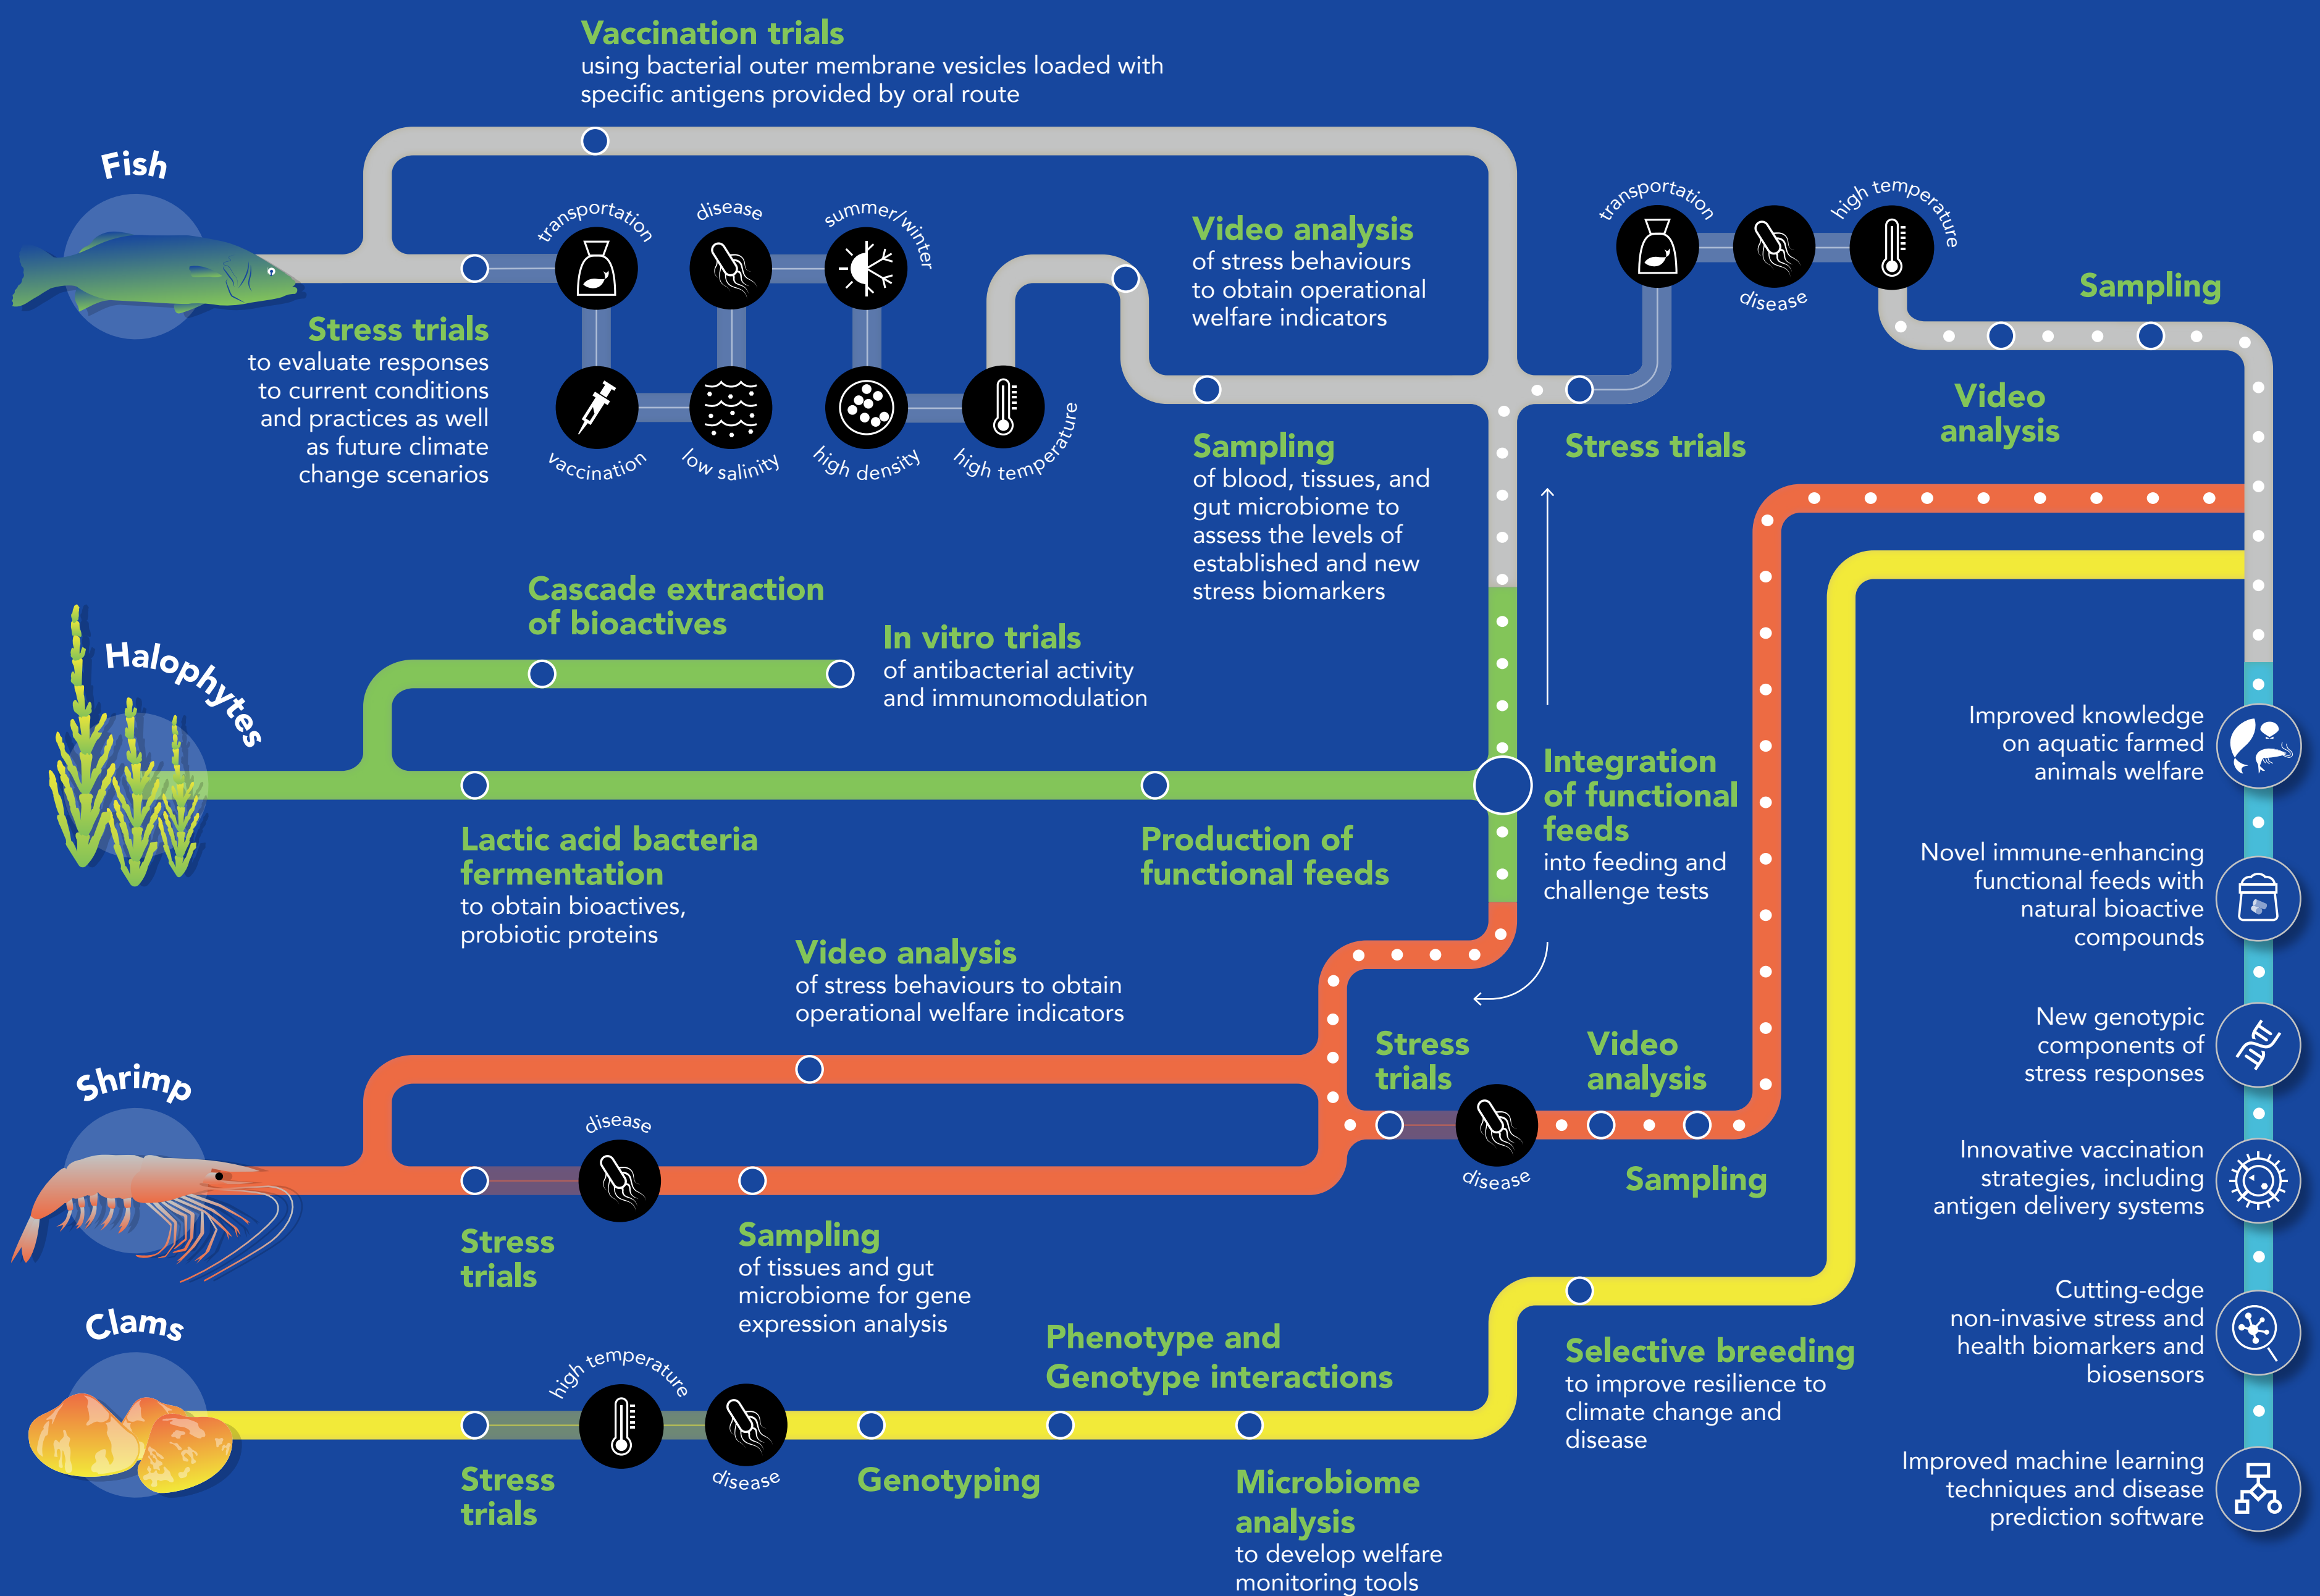 Vaccination trials
using bacterial outer membrane vesicles loaded with
specific antigens provided by oral route
Fish
Stress trials
to evaluate responses
to current conditions
and practices as well
as future climate
change scenarios
transportation
disease
summer/winter
vaccination
low salinity
high density
high temperature
Video analysis
of stress behaviours
to obtain operational
welfare indicators
Sampling
of blood, tissues, and
gut microbiome to
assess the levels of
established and new
stress biomarkers
Stress trials
transportation
disease
high temperature
Sampling
Video
analysis
Halophytes
Cascade extraction
of bioactives
In vitro trials
of antibacterial activity
and immunomodulation
Lactic acid bacteria
fermentation
to obtain bioactives,
probiotic proteins
Production of
functional feeds
Integration
of functional
feeds
into feeding and
challenge tests
Shrimp
Video analysis
of stress behaviours to obtain
operational welfare indicators
disease
Stress
trials
Sampling
of tissues and gut
microbiome for gene
expression analysis
Stress
trials
disease
Video
analysis
Sampling
Clams
Stress
trials
high temperature
disease
Genotyping
Phenotype and
Genotype interactions
Microbiome
analysis
to develop welfare
monitoring tools
Selective breeding
to improve resilience to
climate change and
disease
Improved knowledge
on aquatic farmed
animals welfare
Novel immune-enhancing
functional feeds with
natural bioactive
compounds
New genotypic
components of
stress responses
Innovative vaccination
strategies, including
antigen delivery systems
Cutting-edge
non-invasive stress and
health biomarkers and
biosensors
Improved machine learning
techniques and disease
prediction software